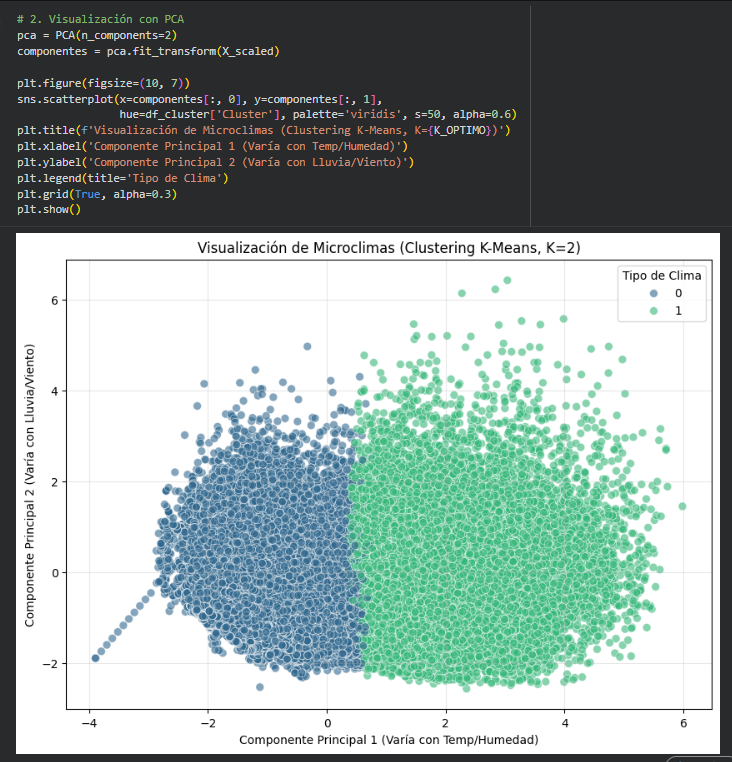 # 2. Visualización con PCA
pca = PCA(n_components=2)
componentes = pca.fit_transform(X_scaled)
plt.figure(figsize=(10, 7))
sns.scatterplot(x=componentes[:, 0], y=componentes[:, 1],
hue=df_cluster['Cluster'], palette='viridis', s=50, alpha=0.6)
plt.title(f'Visualización de Microclimas (Clustering K-Means, K={K_OPTIMO})')
plt.xlabel('Componente Principal 1 (Varía con Temp/Humedad)')
plt.ylabel('Componente Principal 2 (Varía con Lluvia/Viento)')
plt.legend(title='Tipo de Clima')
plt.grid(True, alpha=0.3)
plt.show()
Visualización de Microclimas (Clustering K-Means, K=2)
Tipo de Clima
0
1
Componente Principal 2 (Varía con Lluvia/Viento)
6
4
2
0
−2
−4
−2
0
2
4
6
Componente Principal 1 (Varía con Temp/Humedad)